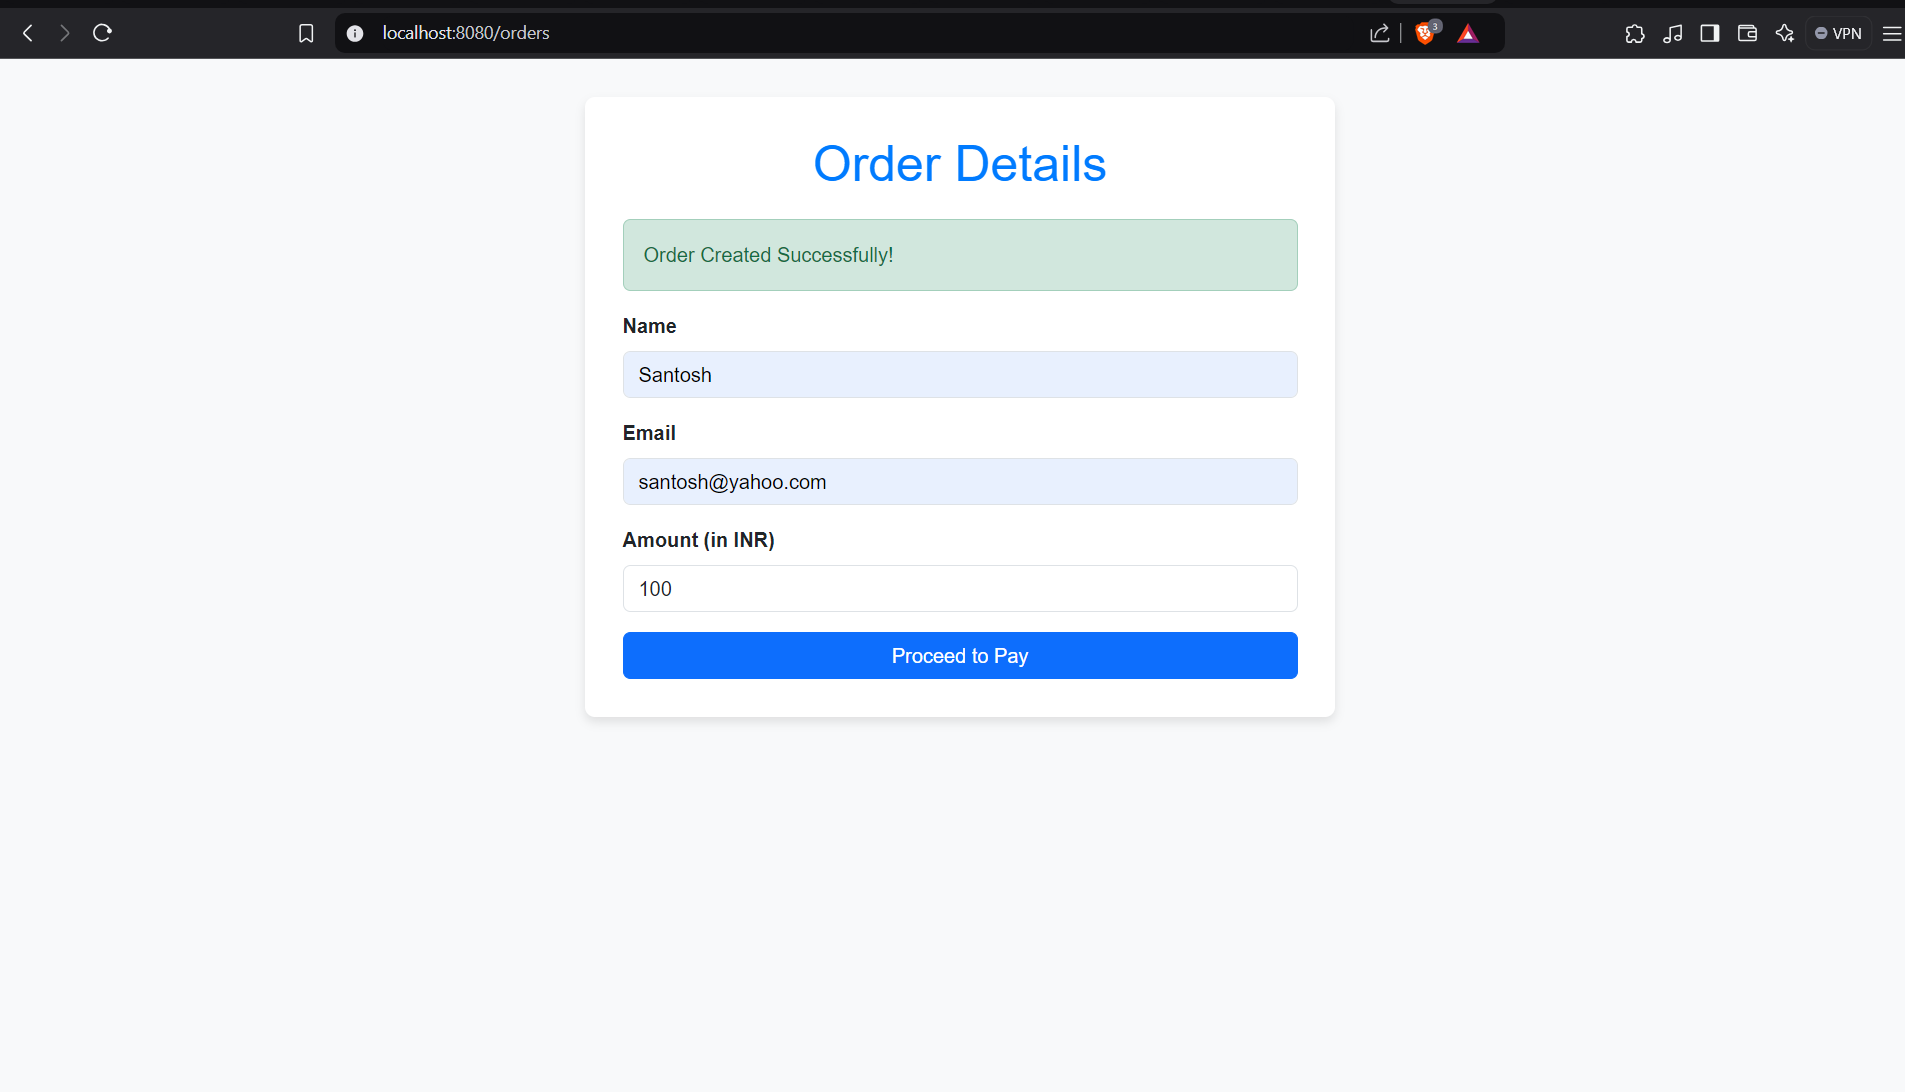 localhost:8080/orders
3
VPN
Order Details
Order Created Successfully!
Name
Santosh
Email
santosh@yahoo.com
Amount (in INR)
100
Proceed to Pay